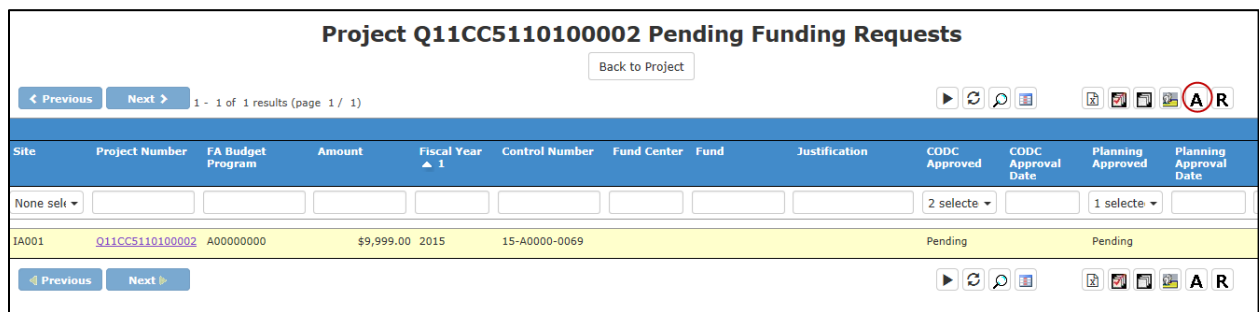 Project Q11CC5110100002 Pending Funding Requests
Back to Project
Previous Next 1 - 1 of 1 results (page 1 / 1) A R
Site Project Number FA Budget Program Amount Fiscal Year 1 Control Number Fund Center Fund Justification CODC Approved CODC Approval Date Planning Approved Planning Approval Date
None sele 2 selecte 1 selecte
IA001 Q11CC5110100002 A00000000 $9,999.00 2015 15-A0000-0069 Pending Pending
Previous Next A R